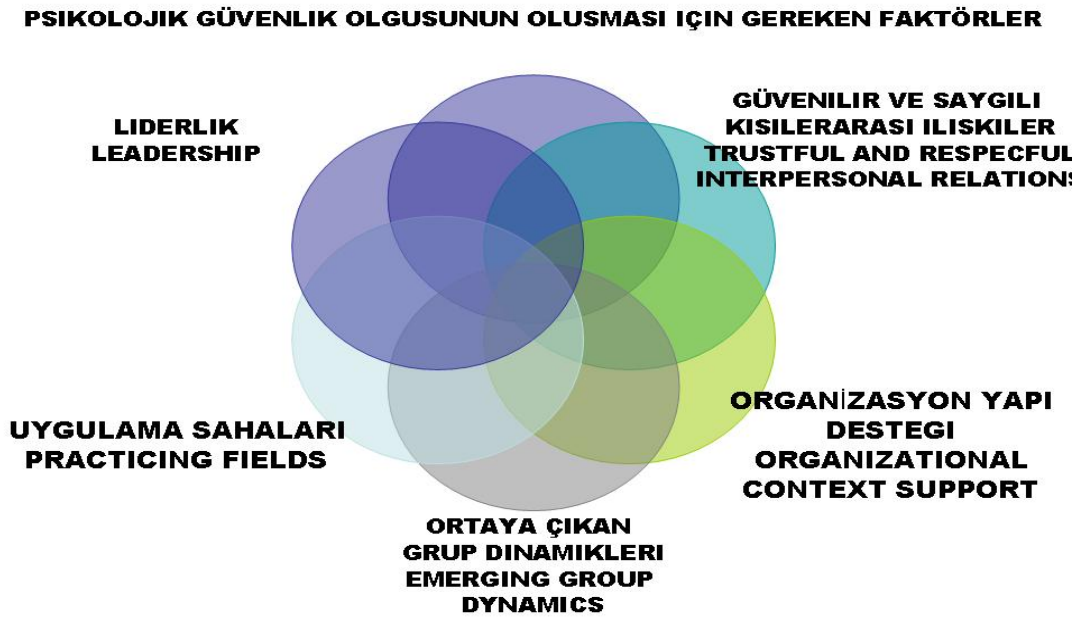 PSIKOLOJIK GÜVENLIK OLGUSUNUN OLUSMASI IÇIN GEREKEN FAKTÖRLER
LIDERLIK
LEADERSHIP
GÜVENILIR VE SAYGILI
KISILERARASI ILISKILER
TRUSTFUL AND RESPECFUL
INTERPERSONAL RELATIONS
ORGANİZASYON YAPI
DESTEGI
ORGANIZATIONAL
CONTEXT SUPPORT
ORTAYA ÇIKAN
GRUP DINAMIKLERI
EMERGING GROUP
DYNAMICS
UYGULAMA SAHALARI
PRACTICING FIELDS